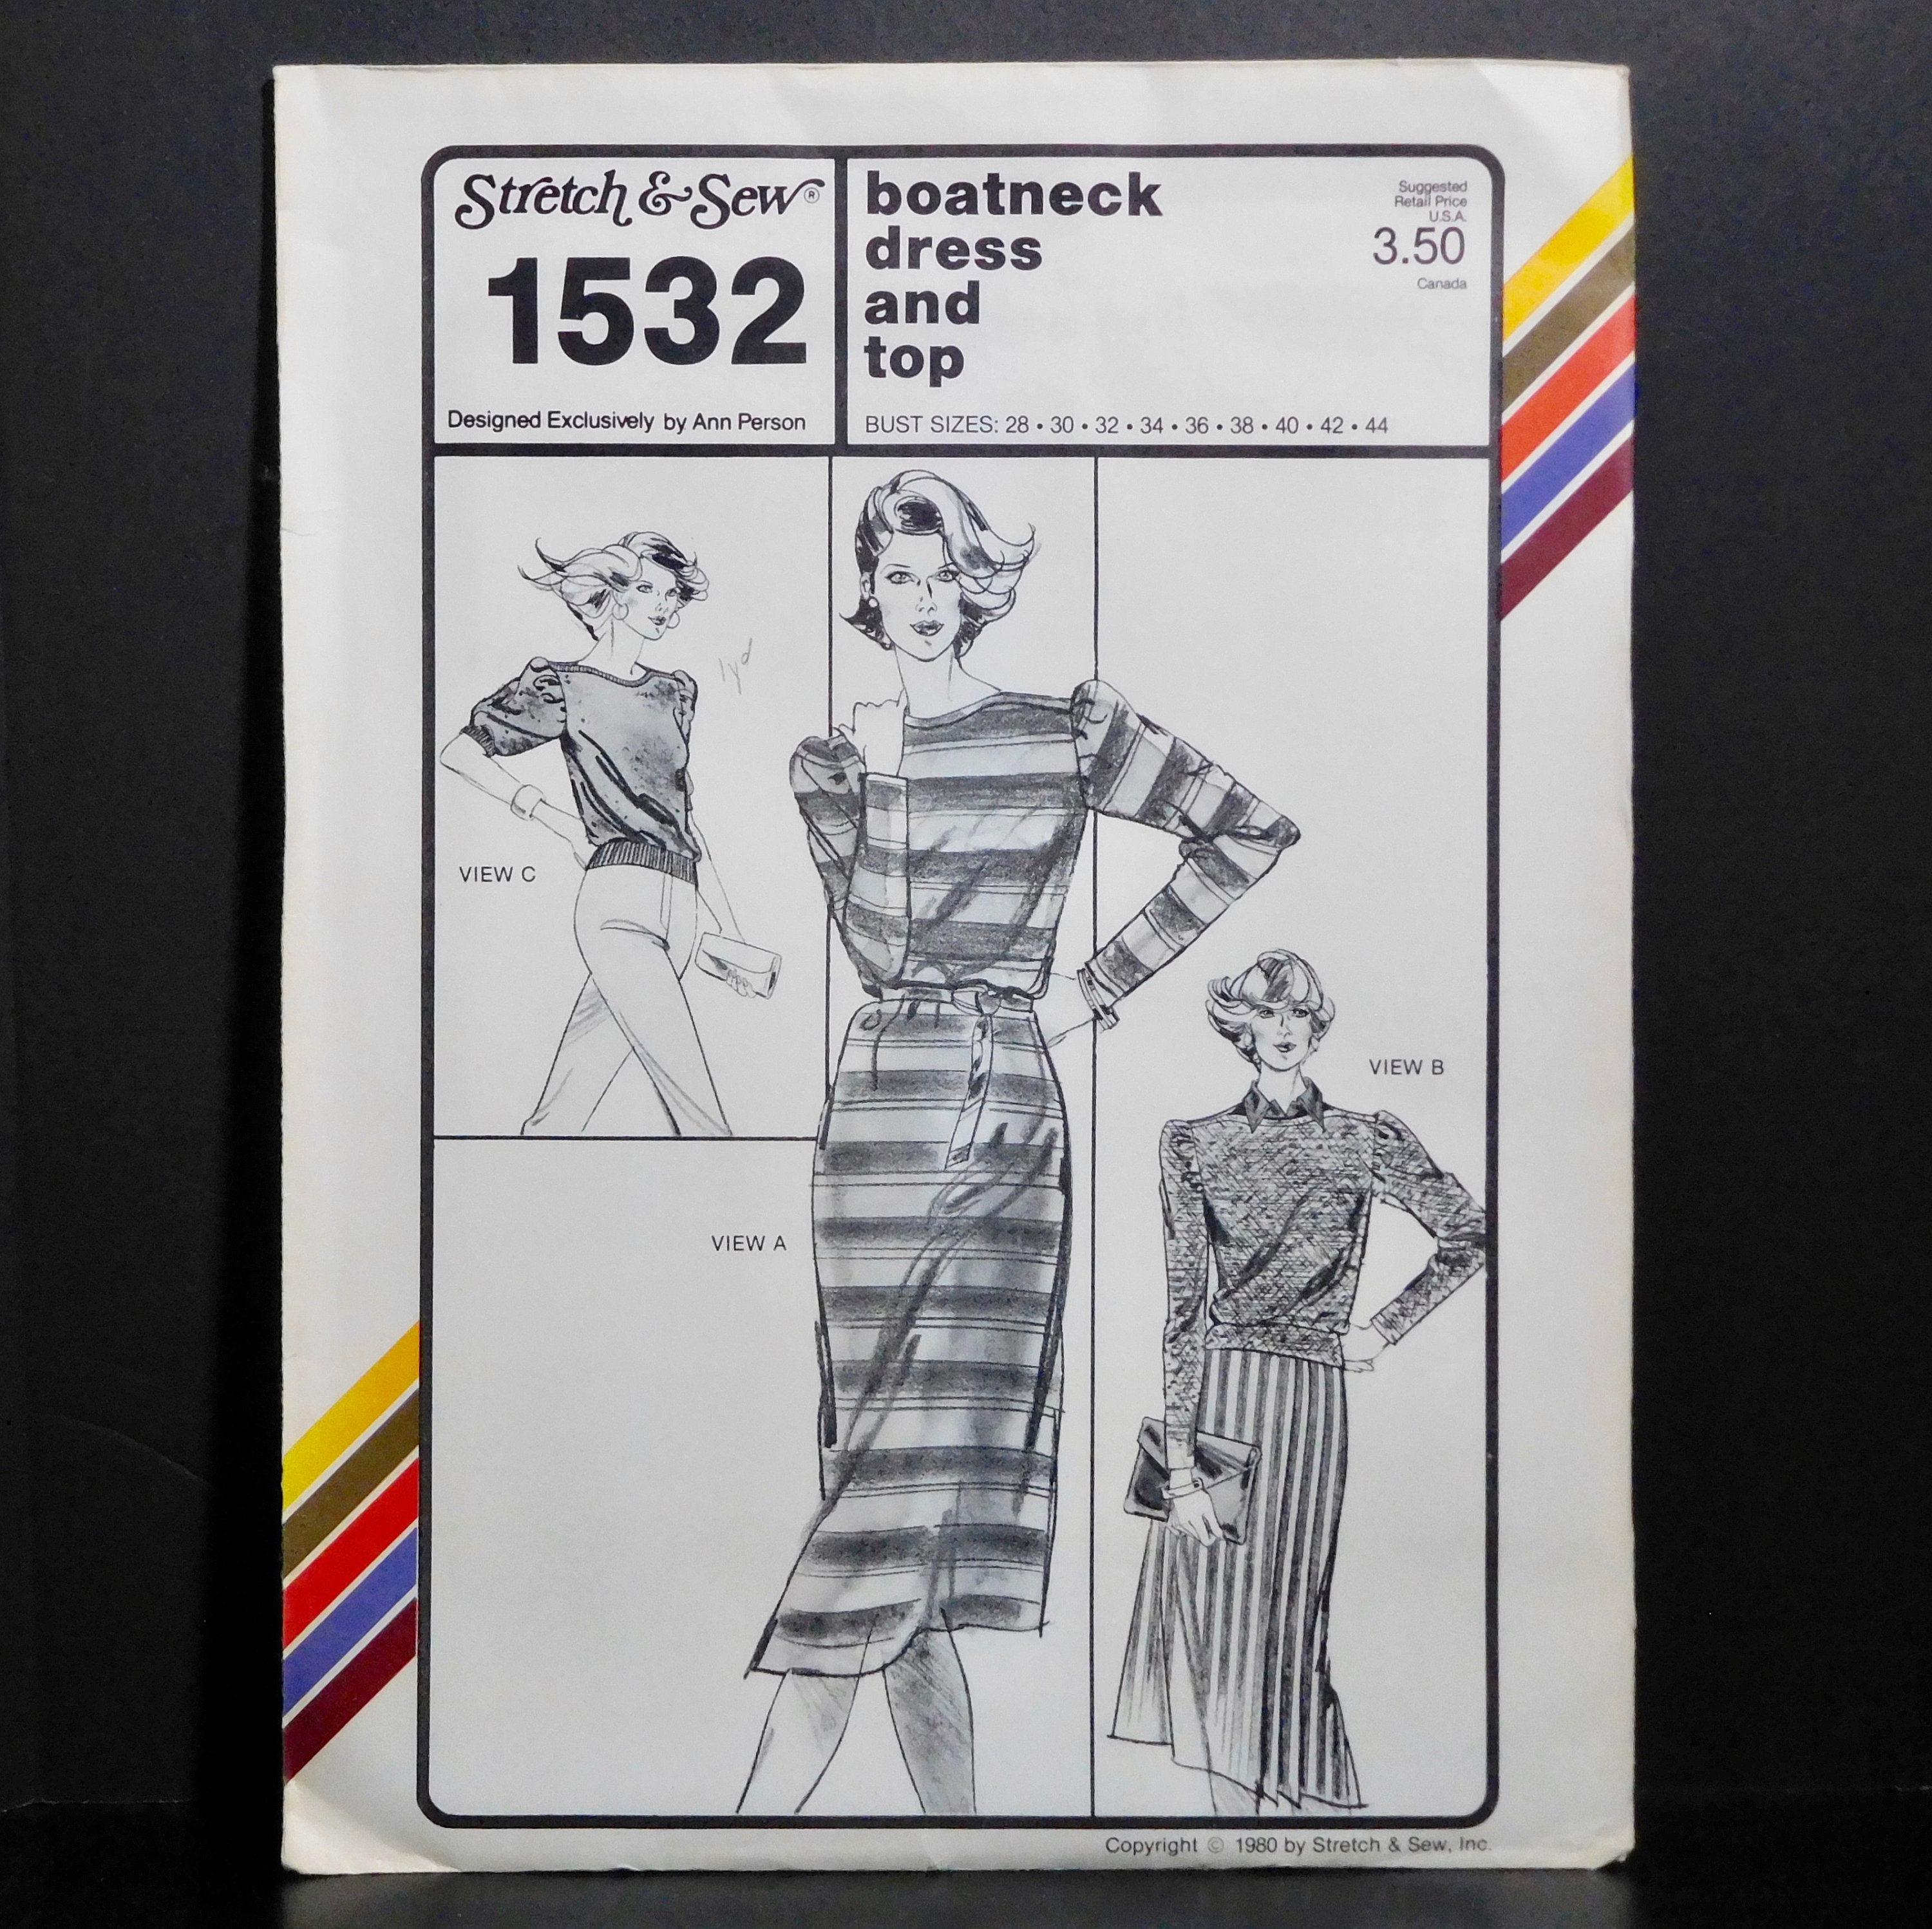 Stretch & Sew®
1532
Designed Exclusively by Ann Person
boatneck
dress
and
top
Suggested
Retail Price
U.S.A.
3.50
Canada
BUST SIZES: 28 • 30 • 32 • 34 • 36 • 38 • 40 • 42 • 44
VIEW C
VIEW B
VIEW A
Copyright © 1980 by Stretch & Sew, Inc.